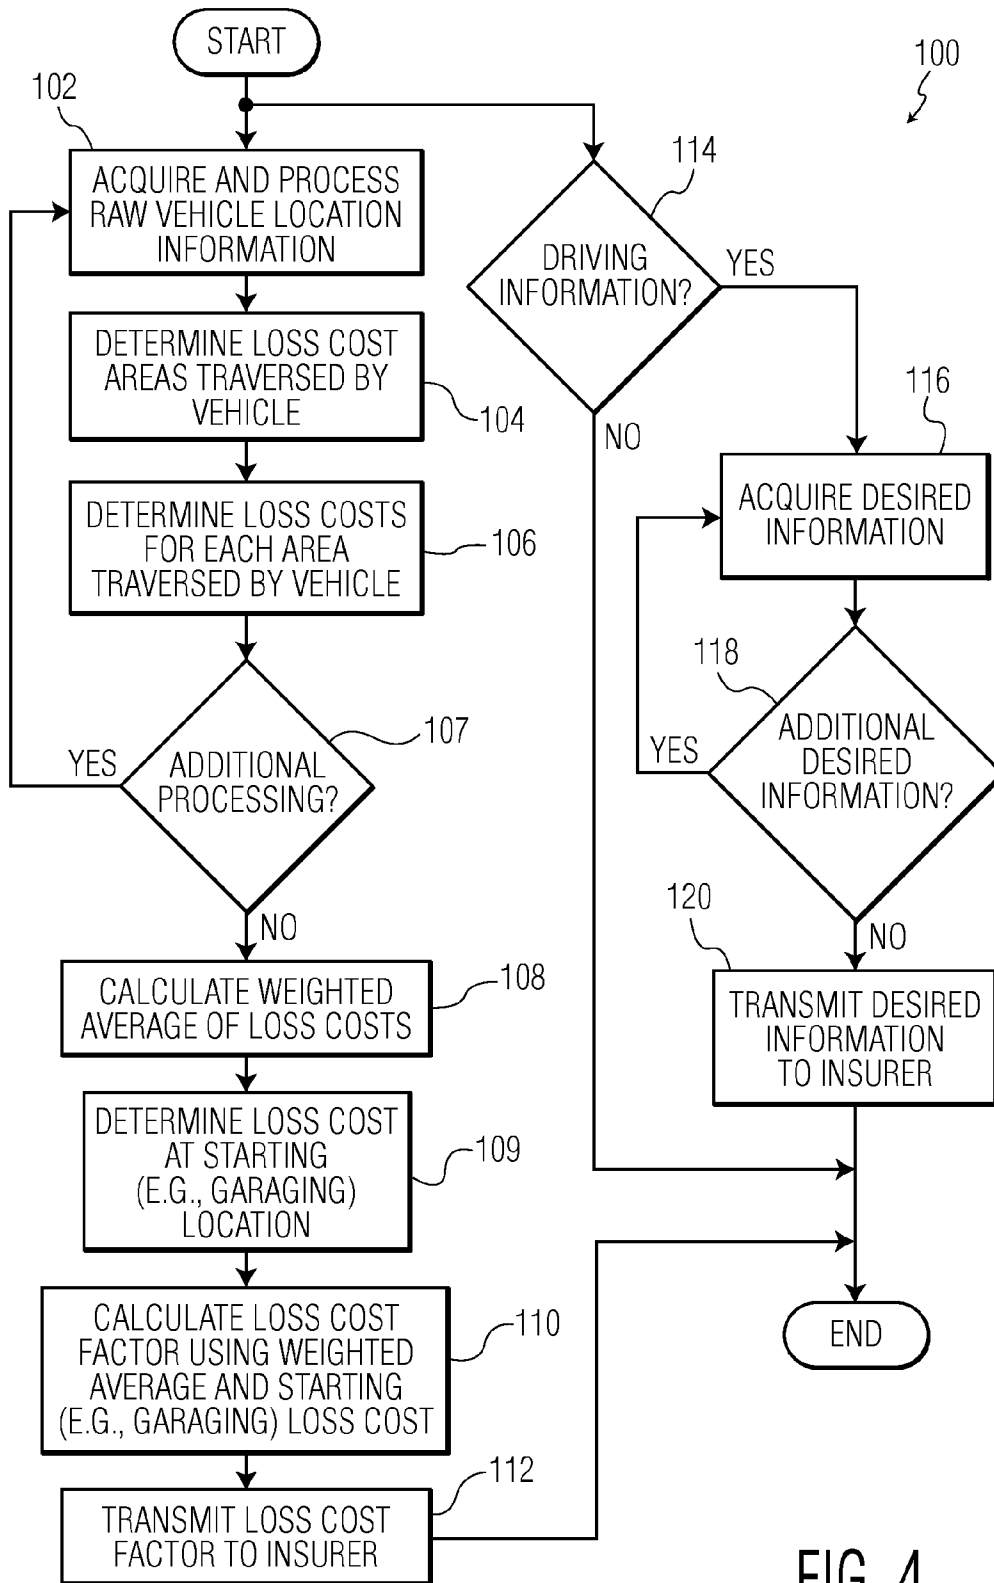 START
100
102
ACQUIRE AND PROCESS
RAW VEHICLE LOCATION
INFORMATION
DETERMINE LOSS COST
AREAS TRAVERSED BY
VEHICLE
104
DETERMINE LOSS COSTS
FOR EACH AREA
TRAVERSED BY VEHICLE
106
ADDITIONAL
PROCESSING?
107
YES
NO
CALCULATE WEIGHTED
AVERAGE OF LOSS COSTS
108
DETERMINE LOSS COST
AT STARTING
(E.G., GARAGING)
LOCATION
109
CALCULATE LOSS COST
FACTOR USING WEIGHTED
AVERAGE AND STARTING
(E.G., GARAGING) LOSS COST
110
TRANSMIT LOSS COST
FACTOR TO INSURER
112
114
DRIVING
INFORMATION?
YES
NO
116
ACQUIRE DESIRED
INFORMATION
118
ADDITIONAL
DESIRED
INFORMATION?
YES
NO
120
TRANSMIT DESIRED
INFORMATION
TO INSURER
END
FIG. 4